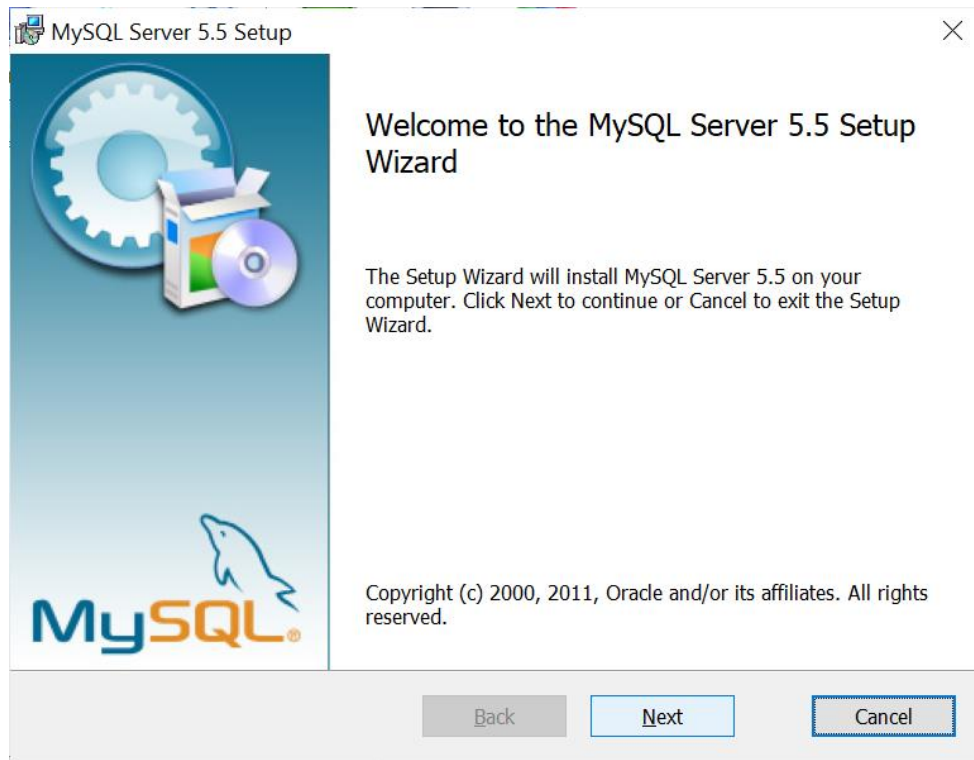 MySQL Server 5.5 Setup
Welcome to the MySQL Server 5.5 Setup
Wizard
The Setup Wizard will install MySQL Server 5.5 on your
computer. Click Next to continue or Cancel to exit the Setup
Wizard.
Copyright (c) 2000, 2011, Oracle and/or its affiliates. All rights
reserved.
MySQL®
Back Next Cancel